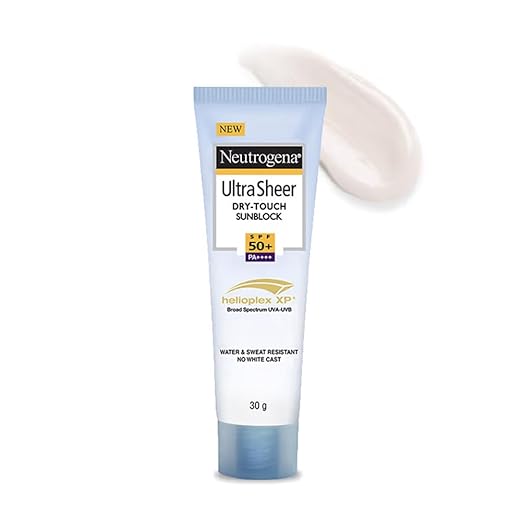 NEW
Neutrogena®
Ultra Sheer
DRY-TOUCH
SUNBLOCK
SPF
50+
PA++++
helioplex XP®
Broad Spectrum UVA-UVB
WATER & SWEAT RESISTANT
NO WHITE CAST
30 g